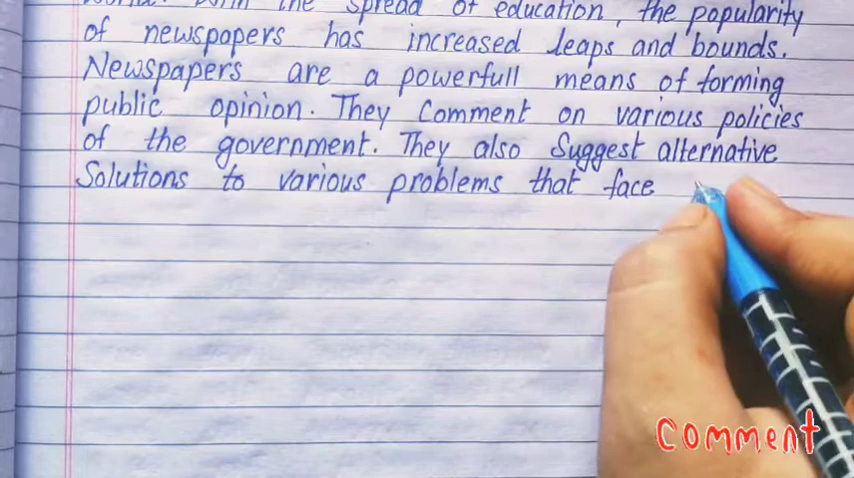 world. With the spread of education, the popularity
of newspapers has increased leaps and bounds.
Newspapers are a powerfull means of forming
public opinion. They Comment on various policies
of the government. They also Suggest alternative
Solutions to various problems that face
Comment